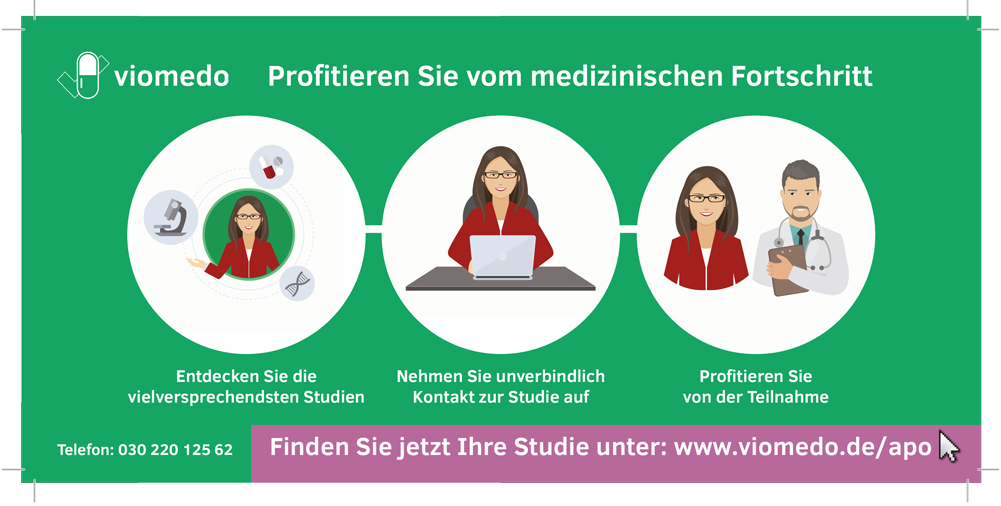 viomedo
Profitieren Sie vom medizinischen Fortschritt
Entdecken Sie die
vielversprechendsten Studien
Nehmen Sie unverbindlich
Kontakt zur Studie auf
Profitieren Sie
von der Teilnahme
Telefon: 030 220 125 62
Finden Sie jetzt Ihre Studie unter: www.viomedo.de/apo